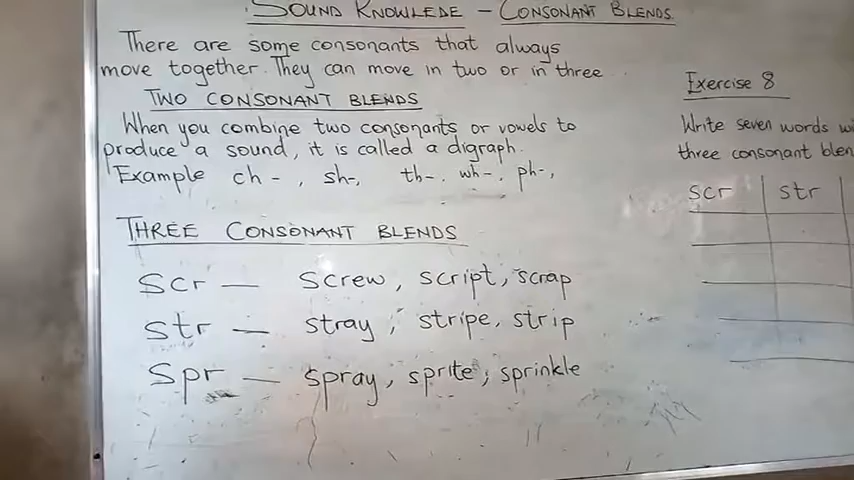 SOUND KNOWLEDE - CONSONANT BLENDS
There are some consonants that always
move together. They can move in two or in three
TWO CONSONANT BLENDS
When you combine two consonants or vowels to
produce a sound, it is called a digraph.
Example ch - , sh-, th-. wh-. ph-,
THREE CONSONANT BLENDS
scr — screw, script, scrap
str — stray, stripe, strip
spr — spray, sprite, sprinkle
Exercise 8
Write seven words
three consonant
scr str